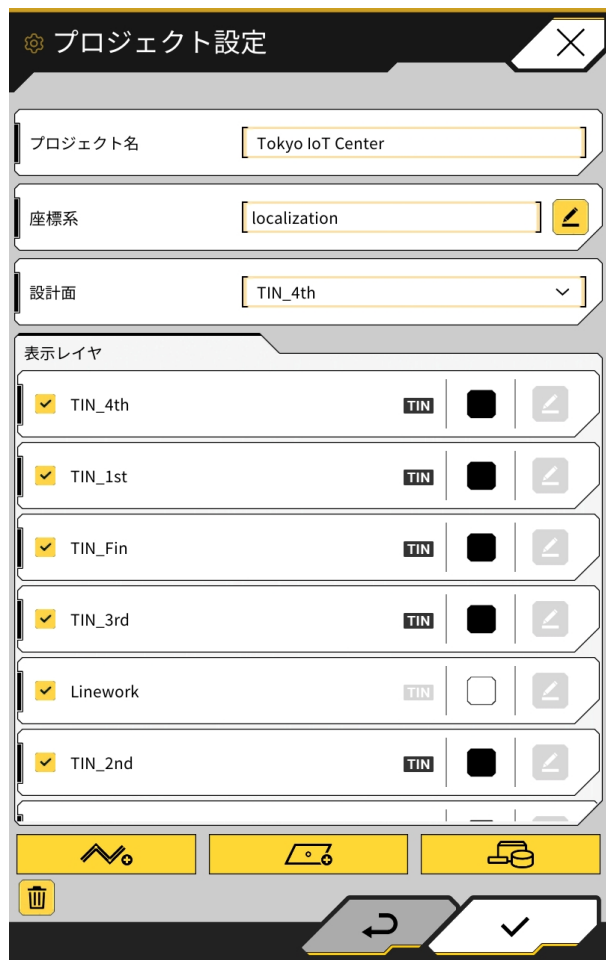 プロジェクト設定
プロジェクト名
Tokyo IoT Center
座標系
localization
設計面
TIN_4th
表示レイヤ
TIN_4th TIN
TIN_1st TIN
TIN_Fin TIN
TIN_3rd TIN
Linework TIN
TIN_2nd TIN